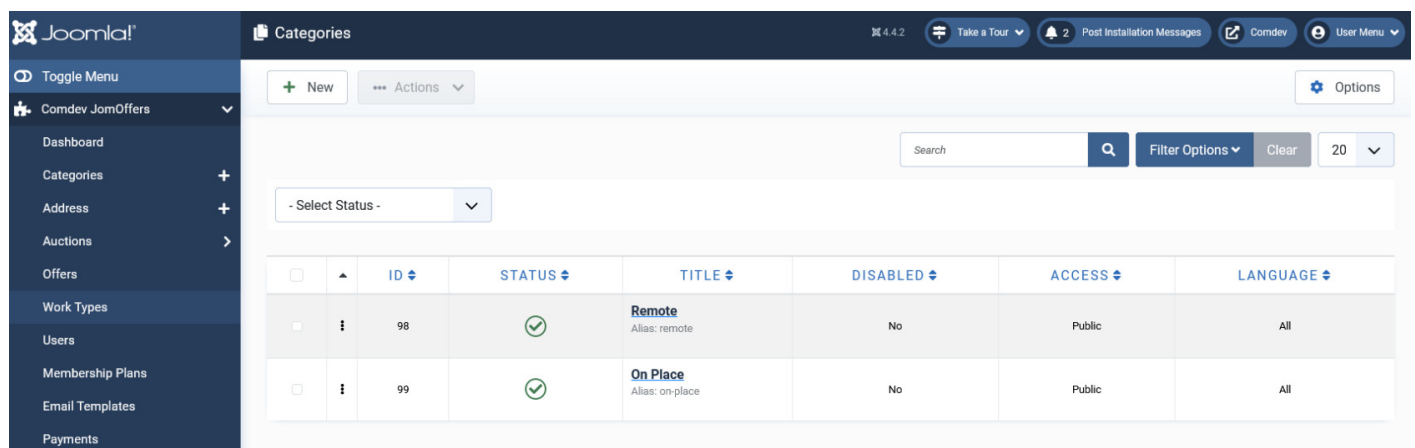 Joomla!
Categories
4.4.2
Take a Tour
2 Post Installation Messages
Comdev
User Menu
Toggle Menu
Comdev JomOffers
Dashboard
Categories
Address
Auctions
Offers
Work Types
Users
Membership Plans
Email Templates
Payments
New
Actions
Options
Search
Filter Options
Clear
20
- Select Status -
ID STATUS TITLE DISABLED ACCESS LANGUAGE
98 Remote No Public All
Alias: remote
99 On Place No Public All
Alias: on-place